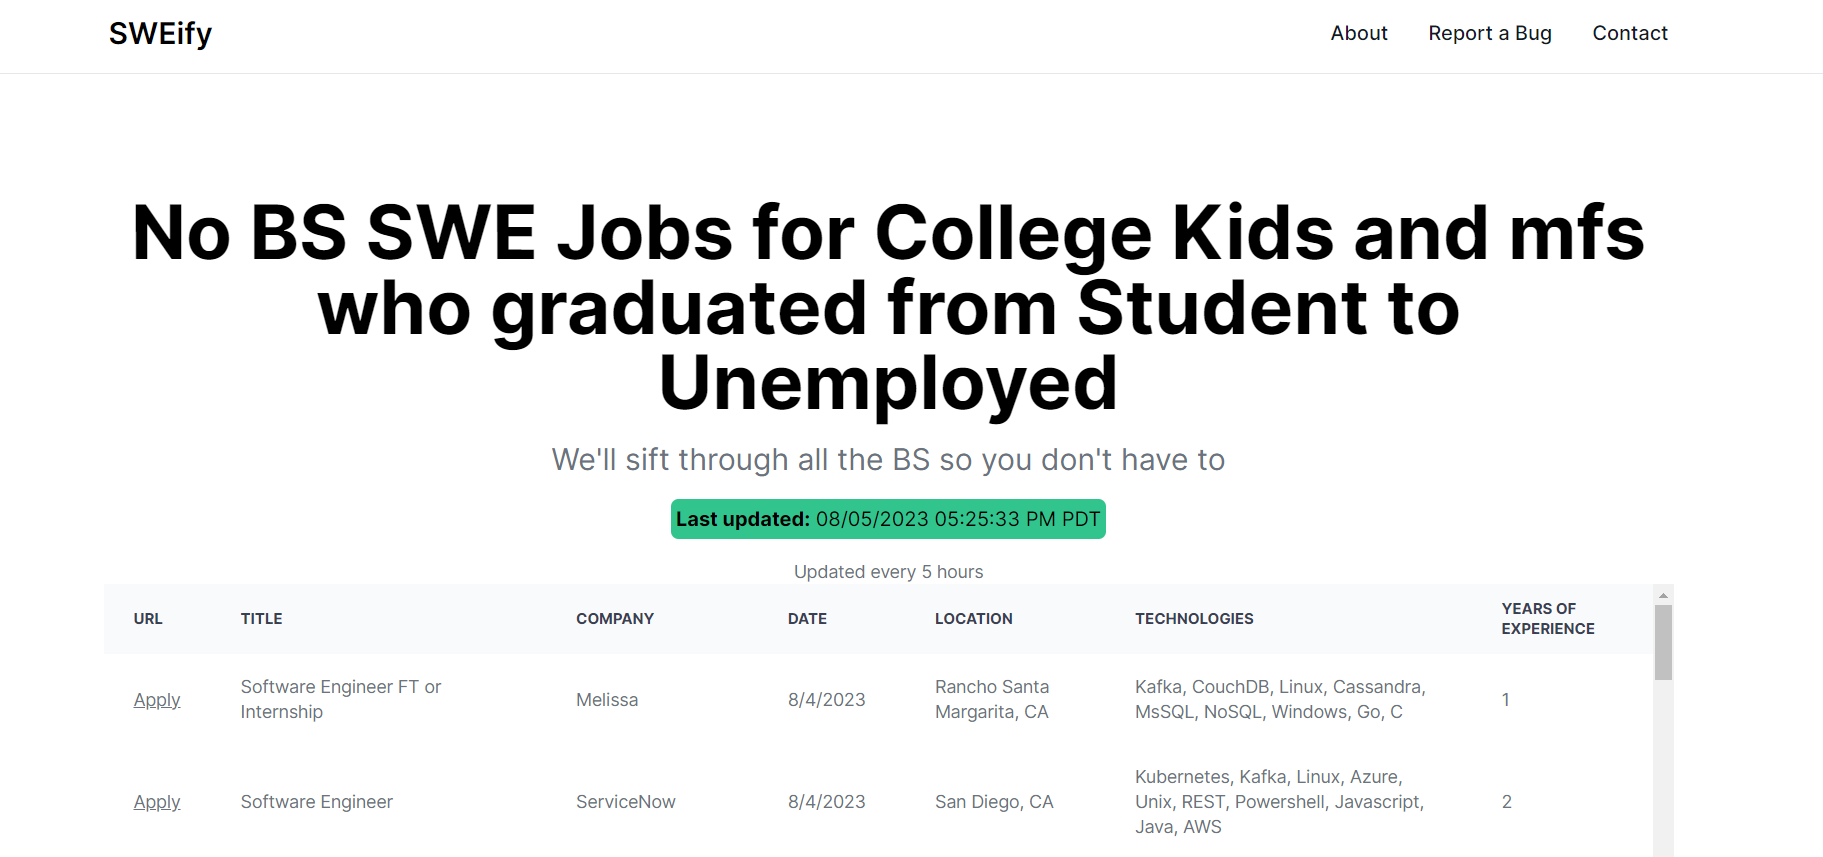 SWEify
About Report a Bug Contact
No BS SWE Jobs for College Kids and mfs
who graduated from Student to
Unemployed
We'll sift through all the BS so you don't have to
Last updated: 08/05/2023 05:25:33 PM PDT
Updated every 5 hours
URL TITLE COMPANY DATE LOCATION TECHNOLOGIES YEARS OF
EXPERIENCE
Apply
Software Engineer FT or
Internship
Melissa
8/4/2023
Rancho Santa
Margarita, CA
Kafka, CouchDB, Linux, Cassandra,
MsSQL, NoSQL, Windows, Go, C
1
Apply
Software Engineer
ServiceNow
8/4/2023
San Diego, CA
Kubernetes, Kafka, Linux, Azure,
Unix, REST, Powershell, Javascript,
Java, AWS
2